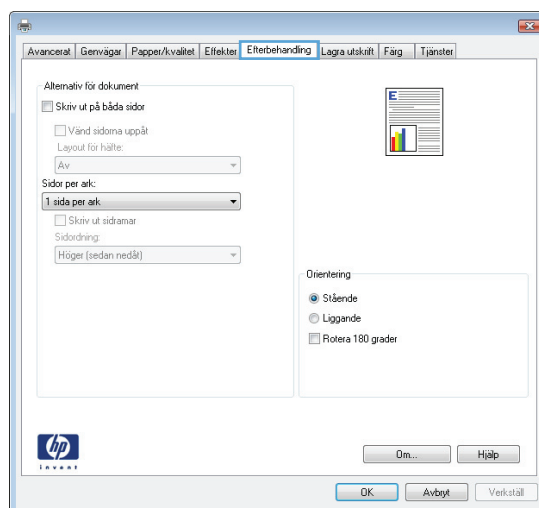 Avancerat Genvägar Papper/kvalitet Effekter Efterbehandling Lagra utskrift Färg Tjänster
Alternativ för dokument
Skriv ut på båda sidor
Vänd sidorna uppåt
Layout för häfte:
Av
Sidor per ark:
1 sida per ark
Skriv ut sidramar
Sidordning:
Höger (sedan nedåt)
E
Orientering
Stående
Liggande
Rotera 180 grader
hp
invent
Om... Hjälp
OK Avbryt Verkställ